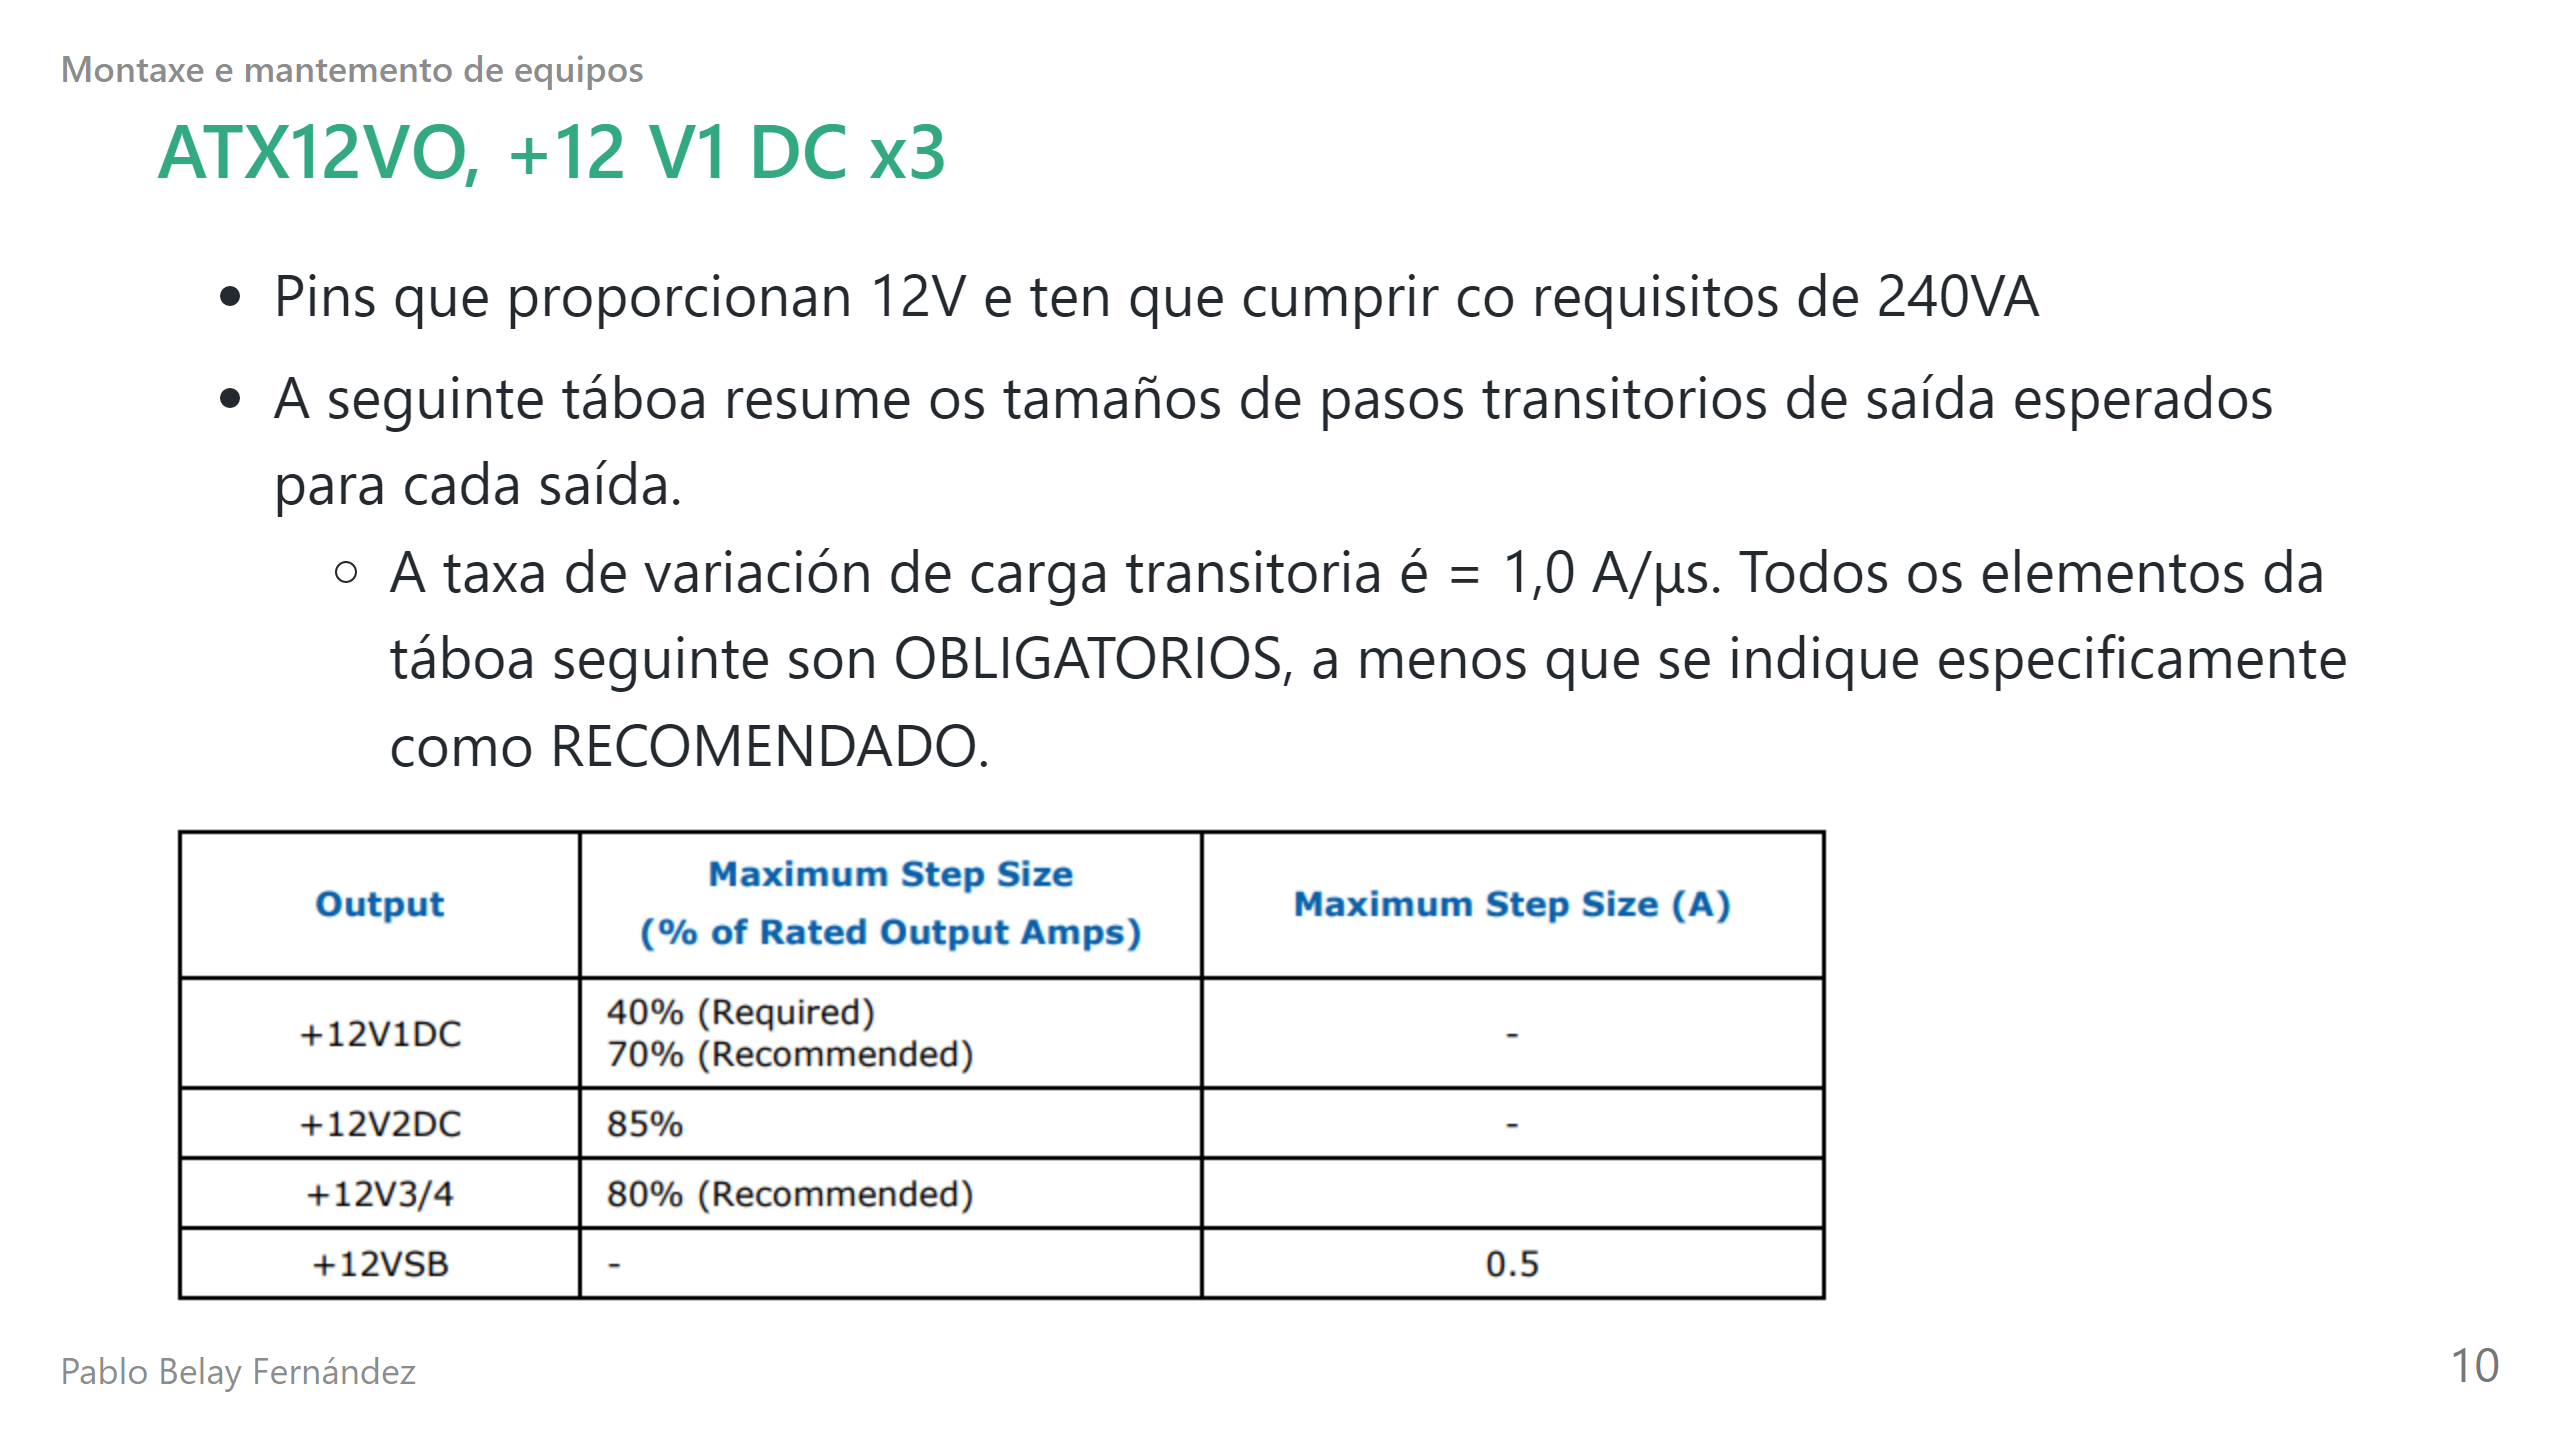 Montaxe e mantemento de equipos
ATX12VO, +12 V1 DC x3
• Pins que proporcionan 12V e ten que cumprir co requisitos de 240VA
• A seguinte táboa resume os tamaños de pasos transitorios de saída esperados
para cada saída.
○ A taxa de variación de carga transitoria é = 1,0 A/μs. Todos os elementos da
táboa seguinte son OBLIGATORIOS, a menos que se indique especificamente
como RECOMENDADO.
Output
Maximum Step Size
(% of Rated Output Amps)
Maximum Step Size (A)
+12V1DC
40% (Required)
70% (Recommended)
-
+12V2DC
85%
-
+12V3/4
80% (Recommended)
+12VSB
-
0.5
Pablo Belay Fernández
10